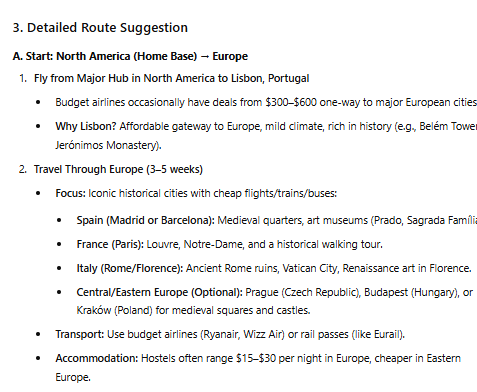 3. Detailed Route Suggestion
A. Start: North America (Home Base) → Europe
1. Fly from Major Hub in North America to Lisbon, Portugal
• Budget airlines occasionally have deals from $300–$600 one-way to major European cities
• Why Lisbon? Affordable gateway to Europe, mild climate, rich in history (e.g., Belém Tower
Jerónimos Monastery).
2. Travel Through Europe (3–5 weeks)
• Focus: Iconic historical cities with cheap flights/trains/buses:
• Spain (Madrid or Barcelona): Medieval quarters, art museums (Prado, Sagrada Família
• France (Paris): Louvre, Notre-Dame, and a historical walking tour.
• Italy (Rome/Florence): Ancient Rome ruins, Vatican City, Renaissance art in Florence.
• Central/Eastern Europe (Optional): Prague (Czech Republic), Budapest (Hungary), or
Kraków (Poland) for medieval squares and castles.
• Transport: Use budget airlines (Ryanair, Wizz Air) or rail passes (like Eurail).
• Accommodation: Hostels often range $15–$30 per night in Europe, cheaper in Eastern
Europe.